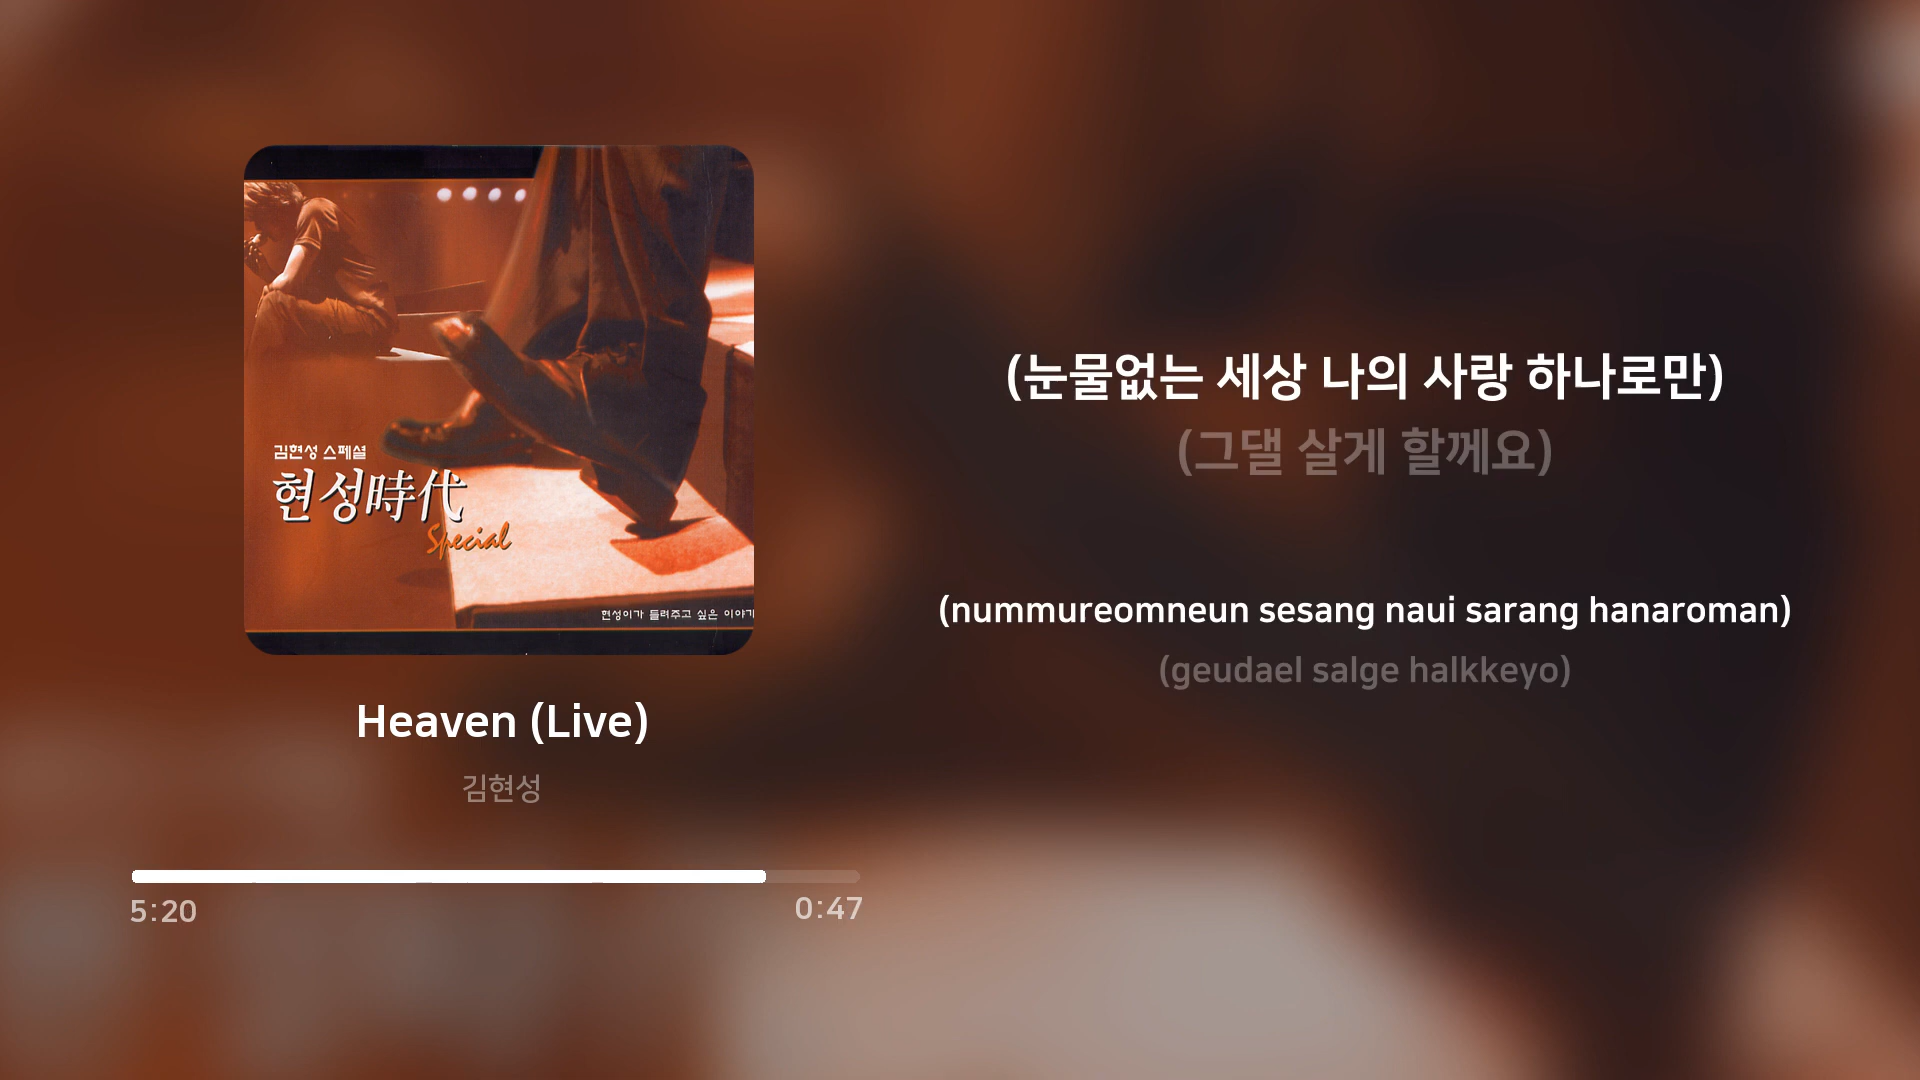 김현성 스페셜
현성時代
Special
현성이가 들려주고 싶은 이야기
Heaven (Live)
김현성
5:20
0:47
(눈물없는 세상 나의 사랑 하나로만)
(그댈 살게 할께요)
(nummureomneun sesang naui sarang hanaroman)
(geudael salge halkkeyo)